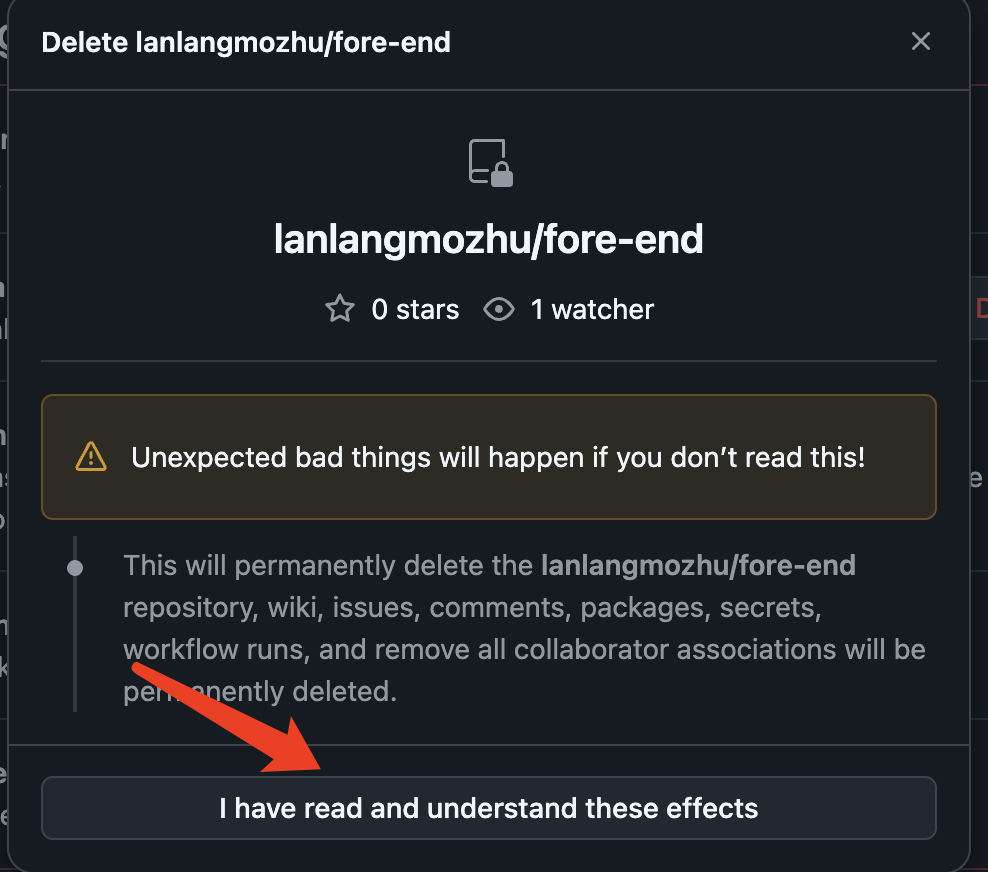 Delete lanlangmozhu/fore-end
lanlangmozhu/fore-end
0 stars 1 watcher
Unexpected bad things will happen if you don’t read this!
This will permanently delete the lanlangmozhu/fore-end
repository, wiki, issues, comments, packages, secrets,
workflow runs, and remove all collaborator associations will be
permanently deleted.
I have read and understand these effects